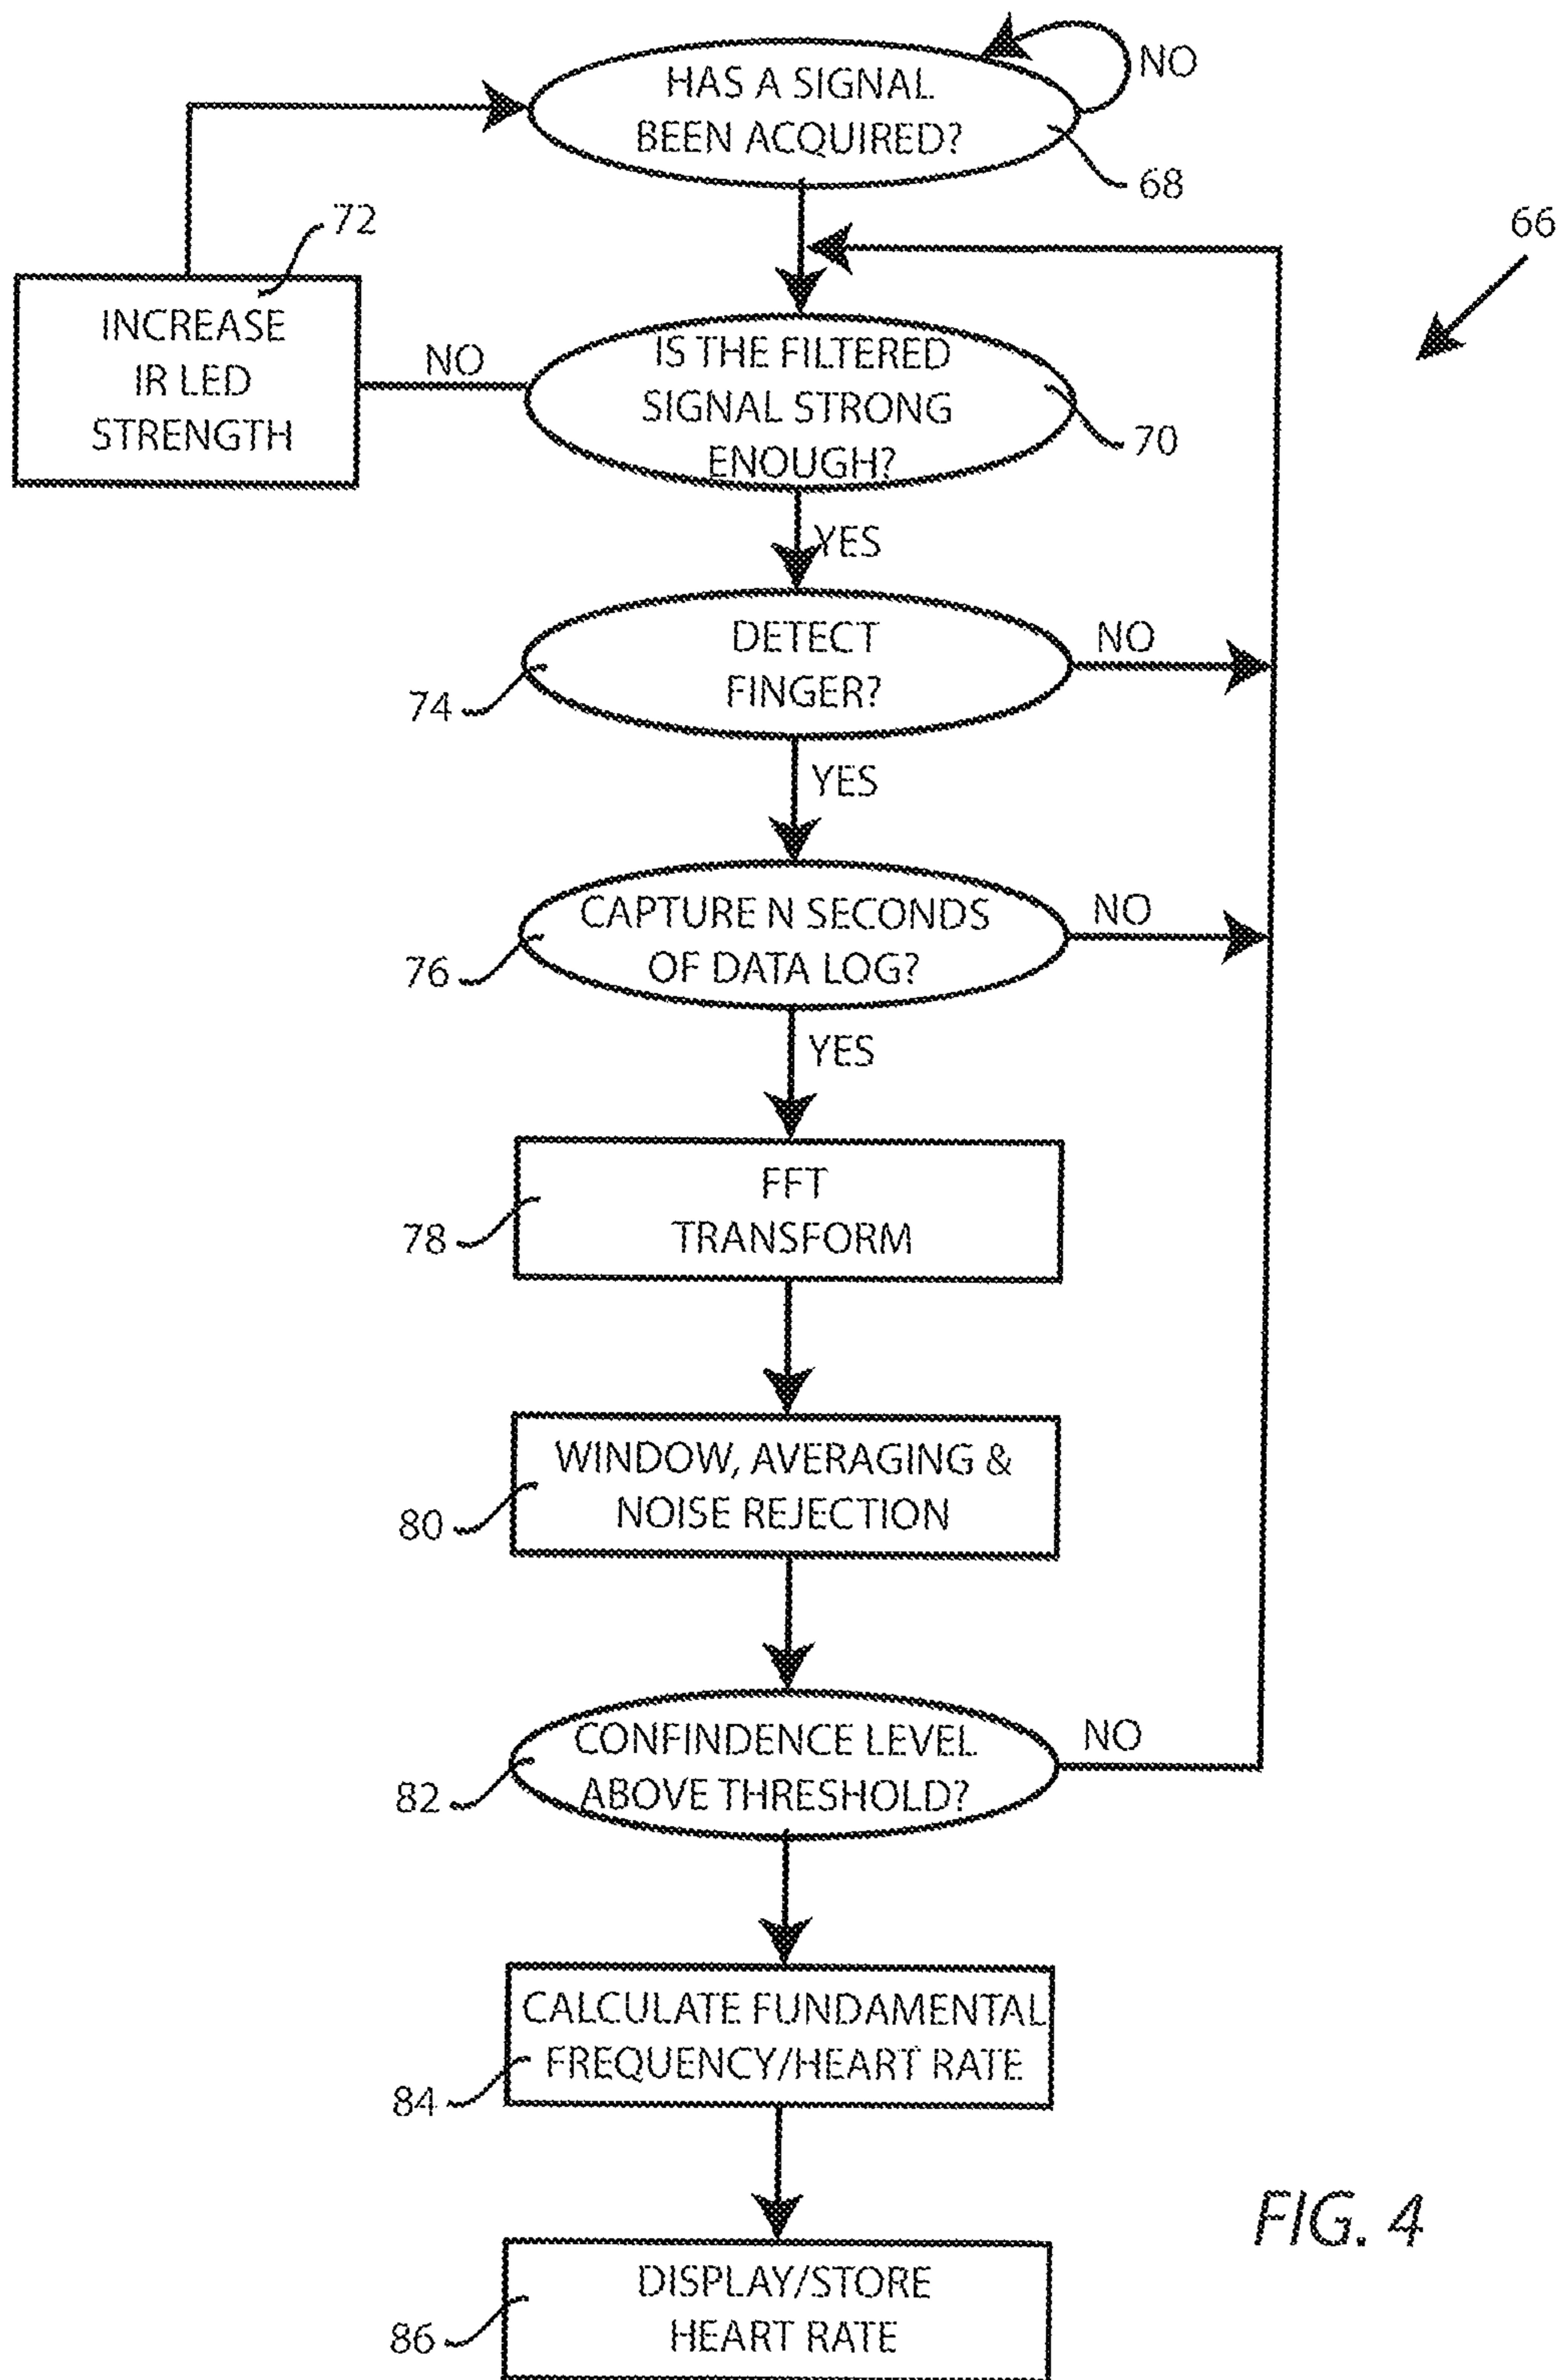 HAS A SIGNAL
BEEN ACQUIRED?
NO
68
66
72
INCREASE
IR LED
STRENGTH
NO
IS THE FILTERED
SIGNAL STRONG
ENOUGH?
70
YES
DETECT
FINGER?
NO
74
YES
CAPTURE N SECONDS
OF DATA LOG?
NO
76
YES
FFT
TRANSFORM
78
WINDOW, AVERAGING &
NOISE REJECTION
80
CONFINDENCE LEVEL
ABOVE THRESHOLD?
NO
82
CALCULATE FUNDAMENTAL
FREQUENCY/HEART RATE
84
FIG. 4
DISPLAY/STORE
HEART RATE
86